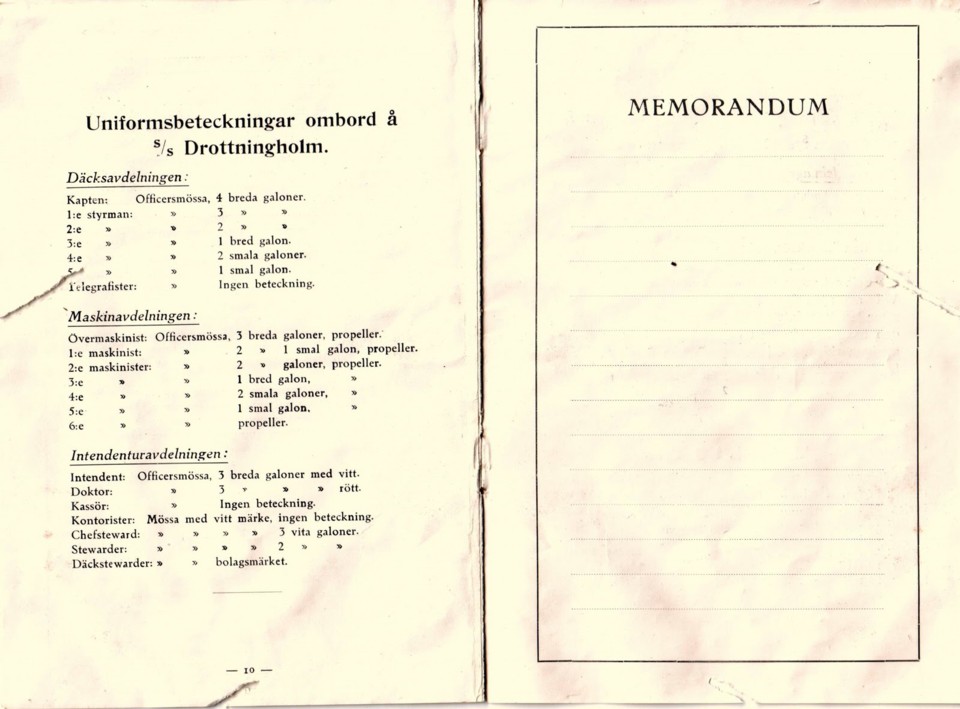 Uniformsbeteckningar ombord å
s/s Drottningholm.
Däcksavdelningen:
Kapten: Officersmössa, 4 breda galoner.
1:e styrman: » 3 » »
2:e » » 2 » »
3:e » » 1 bred galon.
4:e » » 2 smala galoner.
» » 1 smal galon.
Telegrafister: » Ingen beteckning.
Maskinavdelningen:
Övermaskinist: Officersmössa, 3 breda galoner, propeller.
1:e maskinist: » 2 » 1 smal galon, propeller.
2:e maskinister: » 2 » galoner, propeller.
3:e » » 1 bred galon, »
4:e » » 2 smala galoner, »
5:e » » 1 smal galon, »
6:e » » propeller.
Intendenturavdelningen:
Intendent: Officersmössa, 3 breda galoner med vitt.
Doktor: » 3 » » » rött.
Kassör: » Ingen beteckning.
Kontorister: Mössa med vitt märke, ingen beteckning.
Chefsteward: » » » » 3 vita galoner.
Stewarder: » » » » 2 » »
Däckstewarder: » » bolagsmärket.
— 10 —
MEMORANDUM